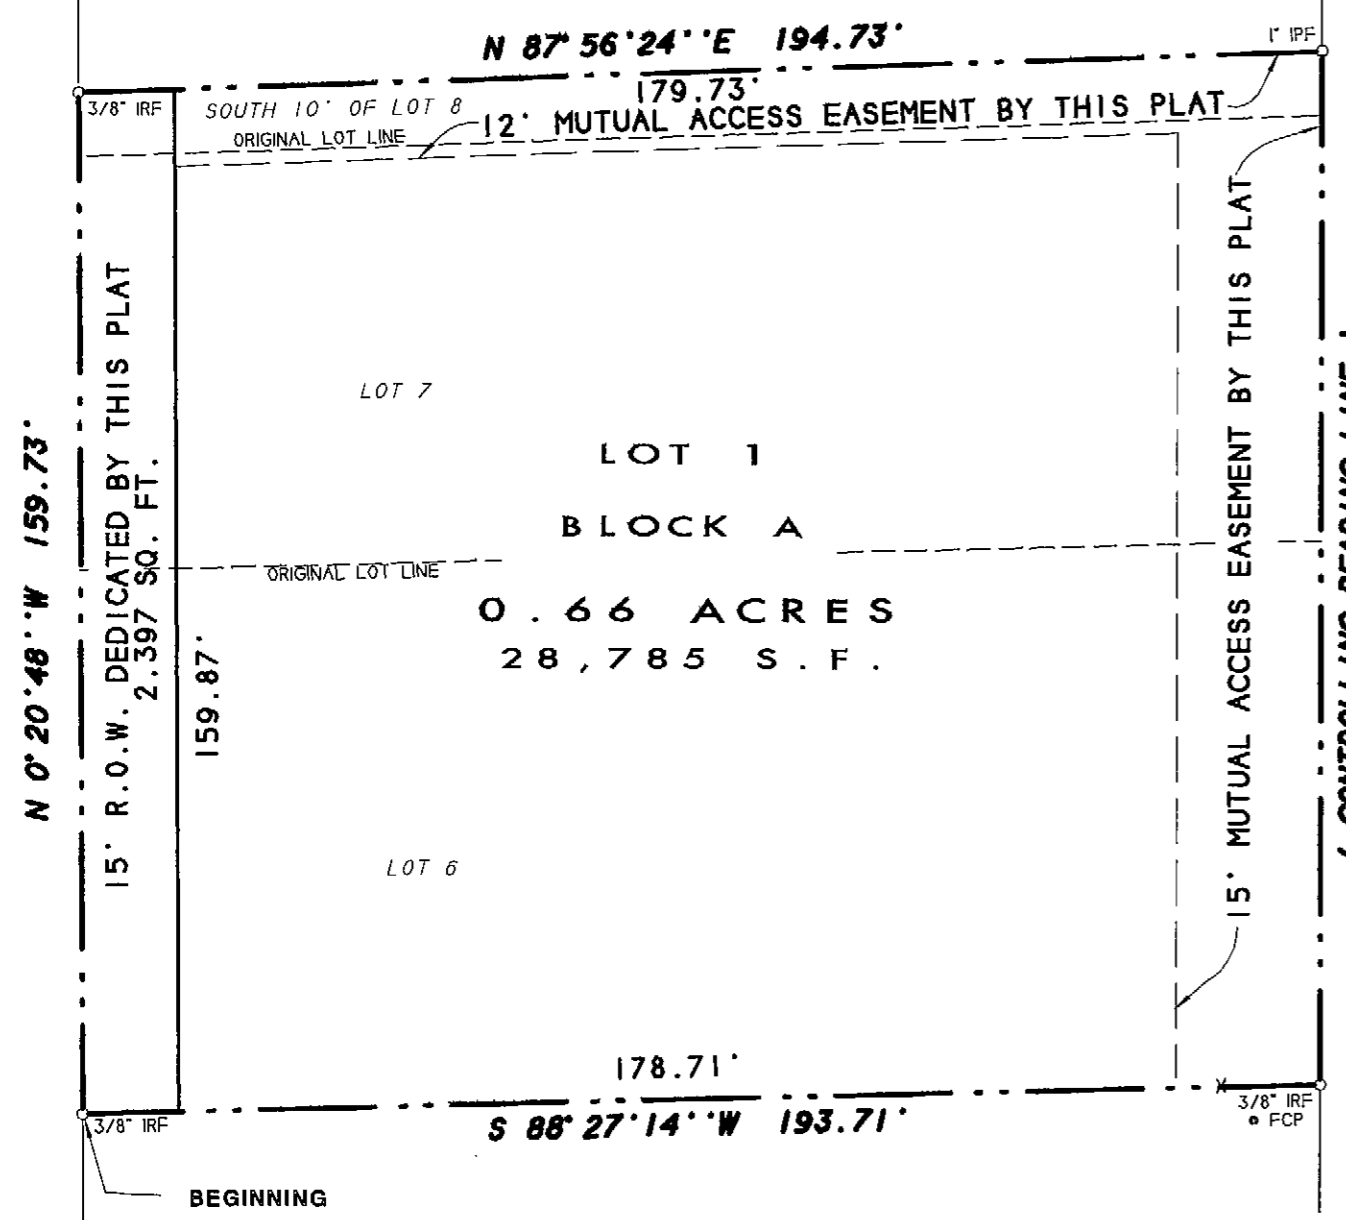 N 87° 56' 24'' E 194.73'
1" IPF
179.73'
3/8" IRF
SOUTH 10' OF LOT 8
12' MUTUAL ACCESS EASEMENT BY THIS PLAT
ORIGINAL LOT LINE
15' R.O.W. DEDICATED BY THIS PLAT
2,397 SQ. FT.
N 0° 20' 48'' W 159.73'
159.87'
LOT 7
LOT 1
BLOCK A
ORIGINAL LOT LINE
0.66 ACRES
28,785 S.F.
LOT 6
15' MUTUAL ACCESS EASEMENT BY THIS PLAT
178.71'
S 88° 27' 14'' W 193.71'
3/8" IRF
3/8" IRF
@ FCP
BEGINNING